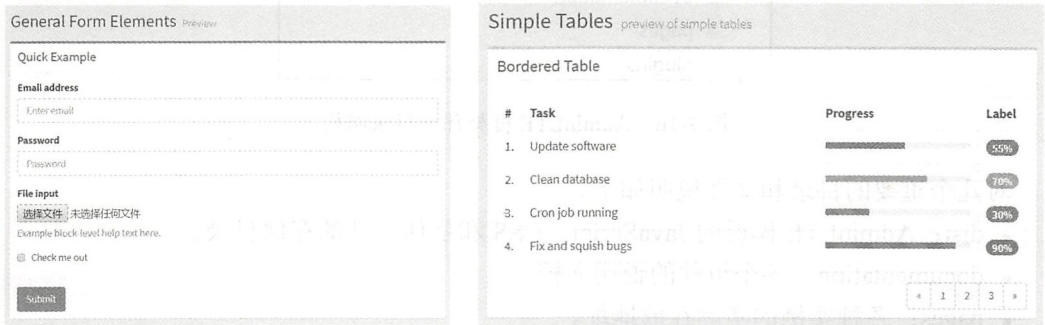 General Form Elements Preview
Quick Example
Email address
Enter email
Password
Password
File input
选择文件 未选择任何文件
Example block-level help text here.
Check me out
Submit
Simple Tables preview of simple tables
Bordered Table
# Task Progress Label
1. Update software 55%
2. Clean database 70%
3. Cron job running 30%
4. Fix and squish bugs 90%
« 1 2 3 »